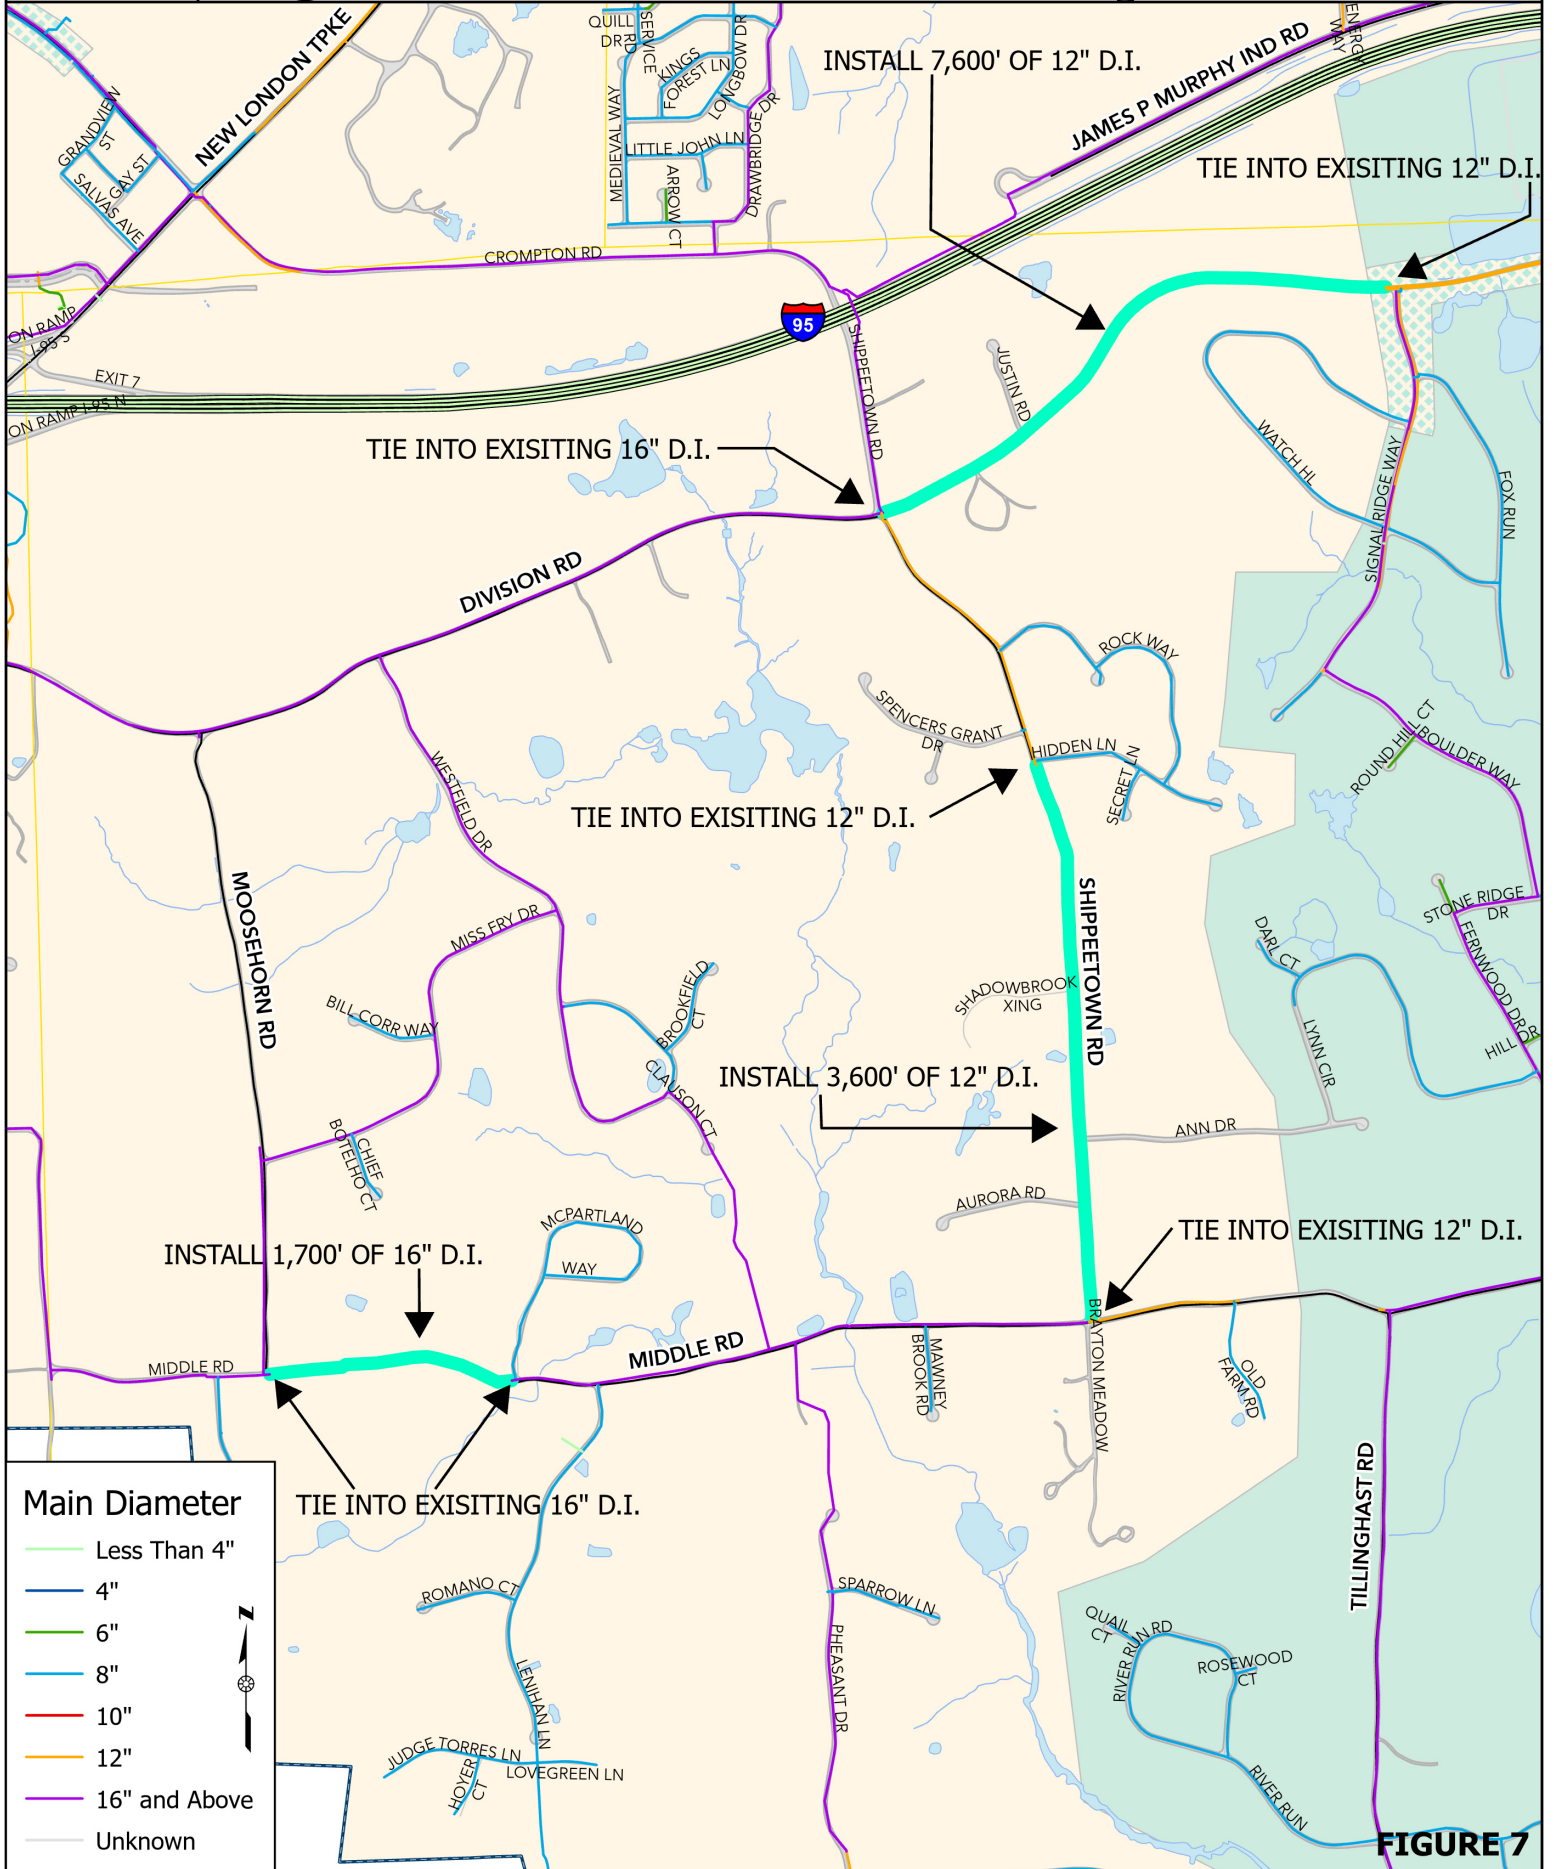 NEW LONDON TPKE
QUILL
DR
RD
SERVICE
KINGS
FOREST LN
LONGBOW DR
MEDIEVAL WAY
LITTLE JOHN LN
ARROW CT
DRAWBRIDGE
DR
INSTALL 7,600' OF 12" D.I.
JAMES P MURPHY IND RD
ENERGY
WAY
TIE INTO EXISITING 12" D.I.
GRANDVIEW
ST
GAY ST
SALVAS AVE
CROMPTON RD
ON RAMP
I-95 S
EXIT 7
ON RAMP I-95 N
95
SHIPPEETOWN RD
JUSTIN RD
TIE INTO EXISITING 16" D.I.
WATCH HL
SIGNAL RIDGE WAY
FOX RUN
DIVISION RD
ROCK WAY
SPENCERS GRANT
DR
HIDDEN LN
SECRET LN
ROUND HILL
CT
BOULDER WAY
WESTFIELD DR
TIE INTO EXISITING 12" D.I.
MOOSEHORN RD
SHIPPEETOWN RD
MISS FRY DR
STONE RIDGE
DR
FERNWOOD DR
HILL DR
DARL CT
LYNN CIR
BROOKFIELD
CT
BILL CORR WAY
SHADOWBROOK
XING
CLAUSON CT
INSTALL 3,600' OF 12" D.I.
CHIEF
BOTELHO CT
ANN DR
AURORA RD
MCPARTLAND
WAY
INSTALL 1,700' OF 16" D.I.
TIE INTO EXISITING 12" D.I.
MIDDLE RD
MIDDLE RD
MAWNEY
BROOK RD
BRAYTON MEADOW
OLD
FARM RD
TILLINGHAST RD
TIE INTO EXISITING 16" D.I.
ROMANO CT
SPARROW LN
PHEASANT DR
LENIHAN LN
QUAIL
CT
RIVER RUN RD
ROSEWOOD
CT
JUDGE TORRES LN
HOYER
CT
LOVEGREEN LN
RIVER RUN
Main Diameter
Less Than 4"
4"
6"
8"
10"
12"
16" and Above
Unknown
N
FIGURE 7